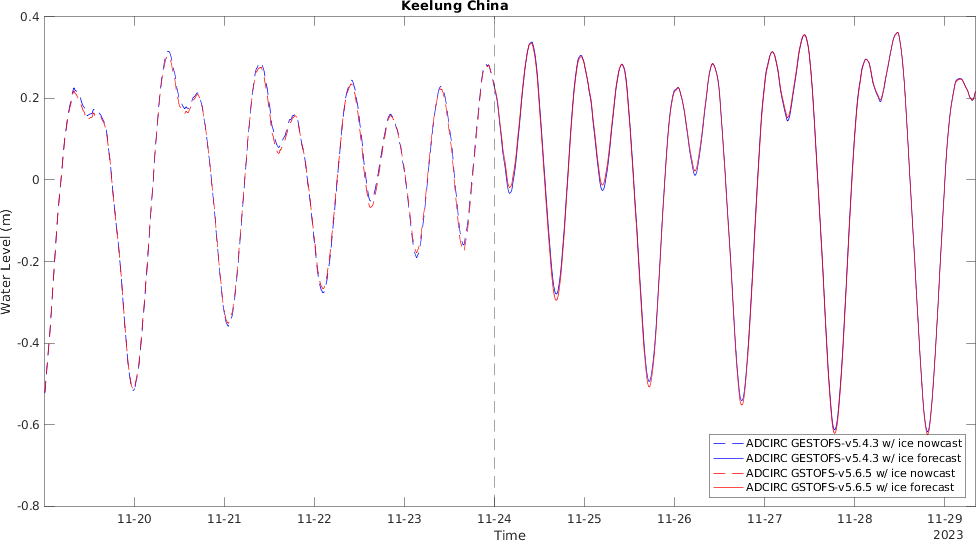 Keelung China
0.4
0.2
0
-0.2
-0.4
-0.6
-0.8
Water Level (m)
ADCIRC GESTOFS-v5.4.3 w/ ice nowcast
ADCIRC GESTOFS-v5.4.3 w/ ice forecast
ADCIRC GSTOFS-v5.6.5 w/ ice nowcast
ADCIRC GSTOFS-v5.6.5 w/ ice forecast
11-20 11-21 11-22 11-23 11-24 11-25 11-26 11-27 11-28 11-29
Time 2023